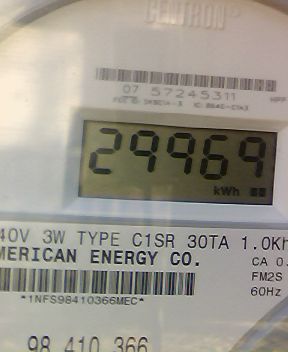 CENTRON®
07 57245311
29969
kWh
40V 3W TYPE C1SR 30TA 1.0Kh
MERICAN ENERGY CO.
CA 0.
FM2S
60Hz
*1NFS98410366MEC*
98 410 366